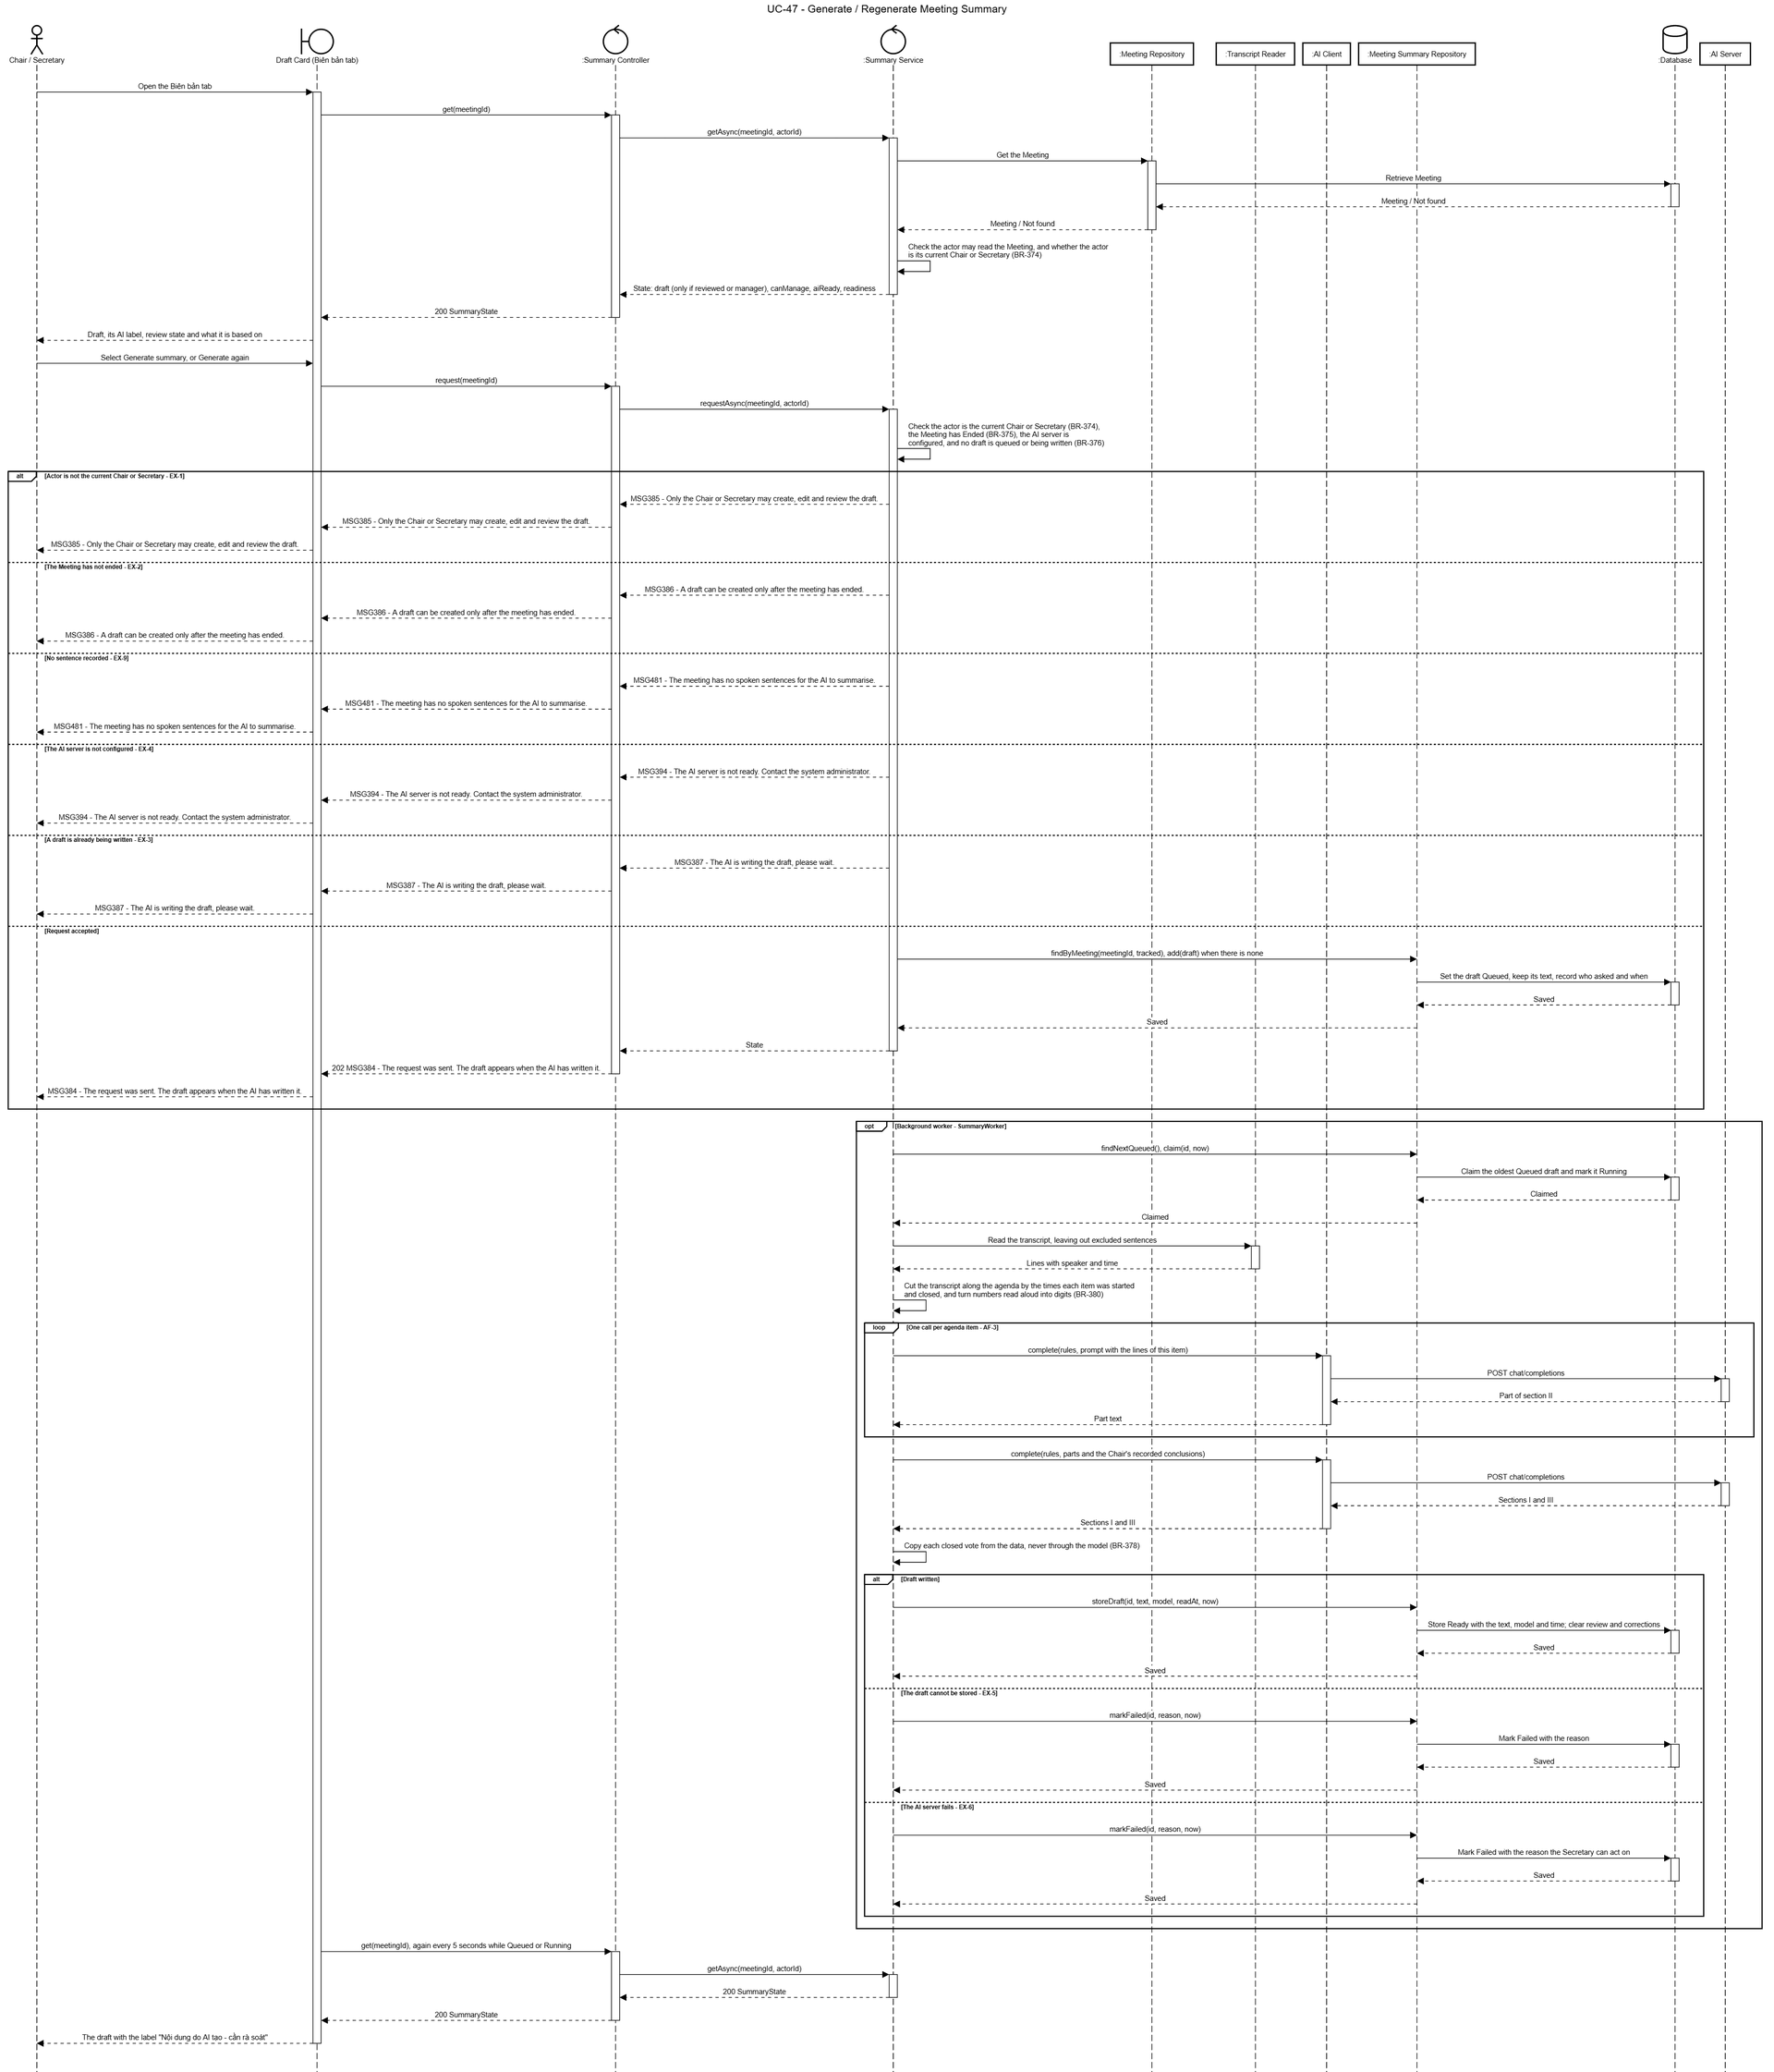 UC-47 - Generate / Regenerate Meeting Summary
Chair / Secretary
Draft Card (Biên bản tab)
:Summary Controller
:Summary Service
:Meeting Repository
:Transcript Reader
:AI Client
:Meeting Summary Repository
:Database
:AI Server
Open the Biên bản tab
get(meetingId)
getAsync(meetingId, actorId)
Get the Meeting
Retrieve Meeting
Meeting / Not found
Meeting / Not found
Check the actor may read the Meeting, and whether the actor
is its current Chair or Secretary (BR-374)
State: draft (only if reviewed or manager), canManage, aiReady, readiness
200 SummaryState
Draft, its AI label, review state and what it is based on
Select Generate summary, or Generate again
request(meetingId)
requestAsync(meetingId, actorId)
Check the actor is the current Chair or Secretary (BR-374),
the Meeting has Ended (BR-375), the AI server is
configured, and no draft is queued or being written (BR-376)
alt
[Actor is not the current Chair or Secretary - EX-1]
MSG385 - Only the Chair or Secretary may create, edit and review the draft.
MSG385 - Only the Chair or Secretary may create, edit and review the draft.
MSG385 - Only the Chair or Secretary may create, edit and review the draft.
[The Meeting has not ended - EX-2]
MSG386 - A draft can be created only after the meeting has ended.
MSG386 - A draft can be created only after the meeting has ended.
MSG386 - A draft can be created only after the meeting has ended.
[No sentence recorded - EX-9]
MSG481 - The meeting has no spoken sentences for the AI to summarise.
MSG481 - The meeting has no spoken sentences for the AI to summarise.
MSG481 - The meeting has no spoken sentences for the AI to summarise.
[The AI server is not configured - EX-4]
MSG394 - The AI server is not ready. Contact the system administrator.
MSG394 - The AI server is not ready. Contact the system administrator.
MSG394 - The AI server is not ready. Contact the system administrator.
[A draft is already being written - EX-3]
MSG387 - The AI is writing the draft, please wait.
MSG387 - The AI is writing the draft, please wait.
MSG387 - The AI is writing the draft, please wait.
[Request accepted]
findByMeeting(meetingId, tracked), add(draft) when there is none
Set the draft Queued, keep its text, record who asked and when
Saved
Saved
State
202 MSG384 - The request was sent. The draft appears when the AI has written it.
MSG384 - The request was sent. The draft appears when the AI has written it.
opt
[Background worker - SummaryWorker]
findNextQueued(), claim(id, now)
Claim the oldest Queued draft and mark it Running
Claimed
Claimed
Read the transcript, leaving out excluded sentences
Lines with speaker and time
Cut the transcript along the agenda by the times each item was started
and closed, and turn numbers read aloud into digits (BR-380)
loop
[One call per agenda item - AF-3]
complete(rules, prompt with the lines of this item)
POST chat/completions
Part of section II
Part text
complete(rules, parts and the Chair's recorded conclusions)
POST chat/completions
Sections I and III
Sections I and III
Copy each closed vote from the data, never through the model (BR-378)
alt
[Draft written]
storeDraft(id, text, model, readAt, now)
Store Ready with the text, model and time; clear review and corrections
Saved
Saved
[The draft cannot be stored - EX-5]
markFailed(id, reason, now)
Mark Failed with the reason
Saved
Saved
[The AI server fails - EX-6]
markFailed(id, reason, now)
Mark Failed with the reason the Secretary can act on
Saved
Saved
get(meetingId), again every 5 seconds while Queued or Running
getAsync(meetingId, actorId)
200 SummaryState
200 SummaryState
The draft with the label "Nội dung do AI tạo - cần rà soát"